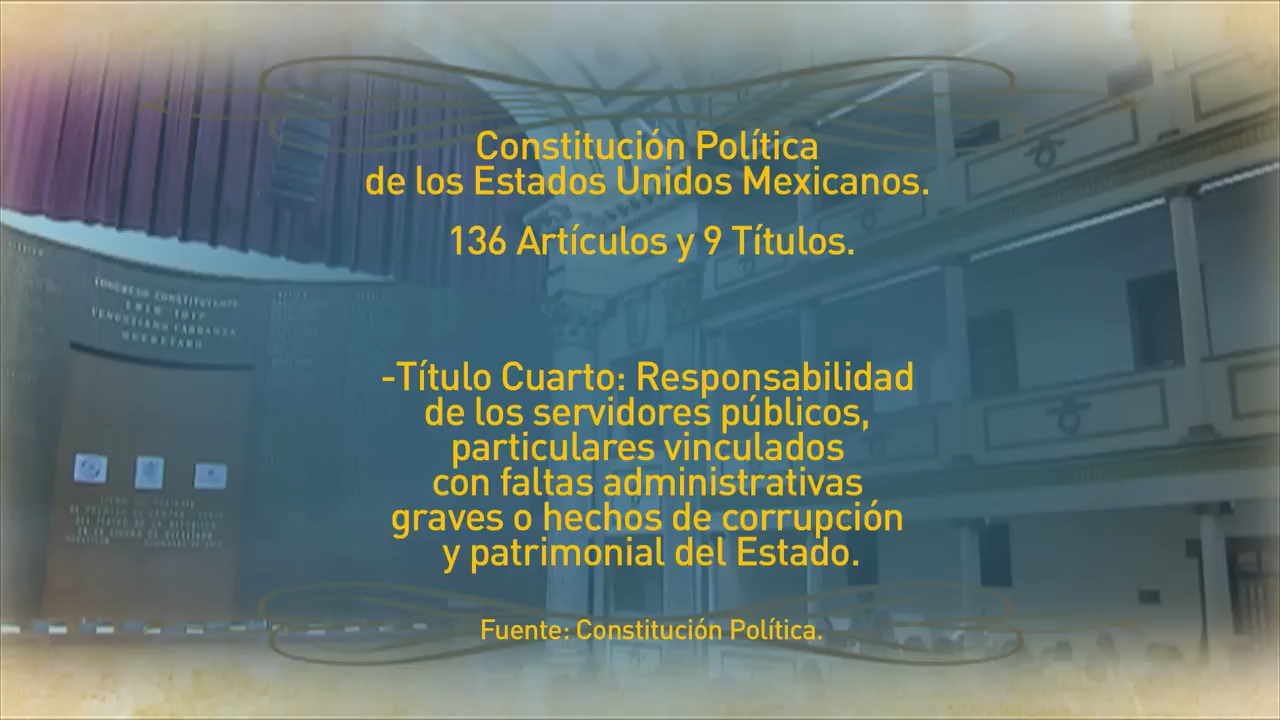 Constitución Política
de los Estados Unidos Mexicanos.
136 Artículos y 9 Títulos.
CONGRESO CONSTITUYENTE
1916 1917
VENUSTIANO CARRANZA
QUERETARO
-Título Cuarto: Responsabilidad
de los servidores públicos,
particulares vinculados
con faltas administrativas
graves o hechos de corrupción
y patrimonial del Estado.
Fuente: Constitución Política.